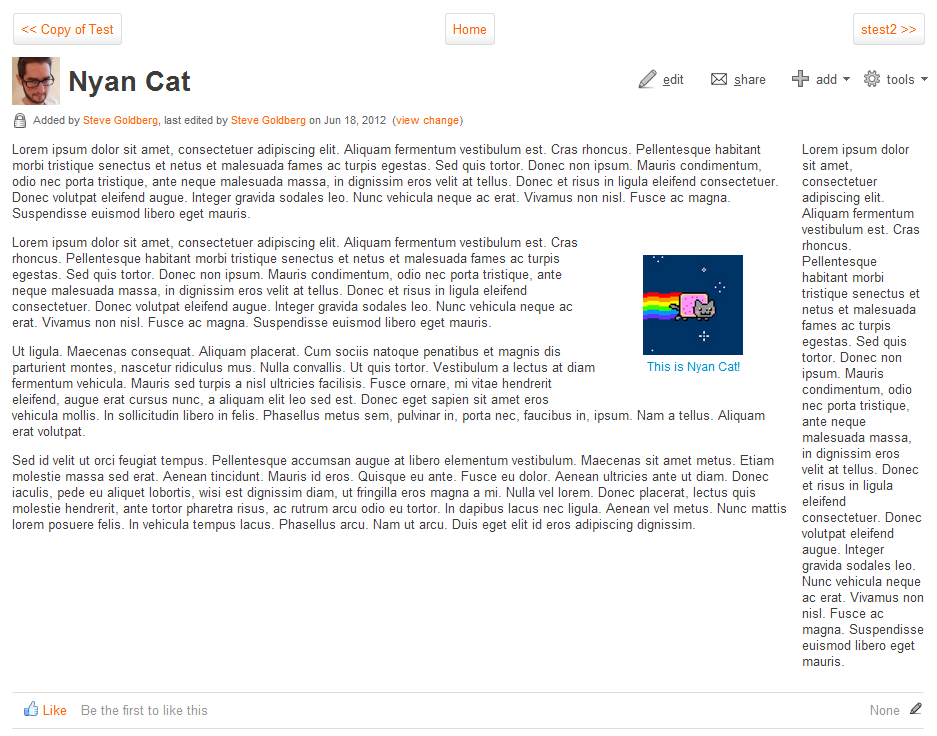 << Copy of Test
Home
stest2 >>
Nyan Cat
edit
share
add
tools
Added by Steve Goldberg, last edited by Steve Goldberg on Jun 18, 2012 (view change)
Lorem ipsum dolor sit amet, consectetuer adipiscing elit. Aliquam fermentum vestibulum est. Cras rhoncus. Pellentesque habitant
morbi tristique senectus et netus et malesuada fames ac turpis egestas. Sed quis tortor. Donec non ipsum. Mauris condimentum,
odio nec porta tristique, ante neque malesuada massa, in dignissim eros velit at tellus. Donec et risus in ligula eleifend consectetuer.
Donec volutpat eleifend augue. Integer gravida sodales leo. Nunc vehicula neque ac erat. Vivamus non nisl. Fusce ac magna.
Suspendisse euismod libero eget mauris.
Lorem ipsum dolor sit amet, consectetuer adipiscing elit. Aliquam fermentum vestibulum est. Cras
rhoncus. Pellentesque habitant morbi tristique senectus et netus et malesuada fames ac turpis
egestas. Sed quis tortor. Donec non ipsum. Mauris condimentum, odio nec porta tristique, ante
neque malesuada massa, in dignissim eros velit at tellus. Donec et risus in ligula eleifend
consectetuer. Donec volutpat eleifend augue. Integer gravida sodales leo. Nunc vehicula neque ac
erat. Vivamus non nisl. Fusce ac magna. Suspendisse euismod libero eget mauris.
This is Nyan Cat!
Ut ligula. Maecenas consequat. Aliquam placerat. Cum sociis natoque penatibus et magnis dis
parturient montes, nascetur ridiculus mus. Nulla convallis. Ut quis tortor. Vestibulum a lectus at diam
fermentum vehicula. Mauris sed turpis a nisl ultricies facilisis. Fusce ornare, mi vitae hendrerit
eleifend, augue erat cursus nunc, a aliquam elit leo sed est. Donec eget sapien sit amet eros
vehicula mollis. In sollicitudin libero in felis. Phasellus metus sem, pulvinar in, porta nec, faucibus in, ipsum. Nam a tellus. Aliquam
erat volutpat.
Sed id velit ut orci feugiat tempus. Pellentesque accumsan augue at libero elementum vestibulum. Maecenas sit amet metus. Etiam
molestie massa sed erat. Aenean tincidunt. Mauris id eros. Quisque eu ante. Fusce eu dolor. Aenean ultricies ante ut diam. Donec
iaculis, pede eu aliquet lobortis, wisi est dignissim diam, ut fringilla eros magna a mi. Nulla vel lorem. Donec placerat, lectus quis
molestie hendrerit, ante tortor pharetra risus, ac rutrum arcu odio eu tortor. In dapibus lacus nec ligula. Aenean vel metus. Nunc mattis
lorem posuere felis. In vehicula tempus lacus. Phasellus arcu. Nam ut arcu. Duis eget elit id eros adipiscing dignissim.
Lorem ipsum dolor
sit amet,
consectetuer
adipiscing elit.
Aliquam fermentum
vestibulum est. Cras
rhoncus.
Pellentesque
habitant morbi
tristique senectus et
netus et malesuada
fames ac turpis
egestas. Sed quis
tortor. Donec non
ipsum. Mauris
condimentum, odio
nec porta tristique,
ante neque
malesuada massa,
in dignissim eros
velit at tellus. Donec
et risus in ligula
eleifend
consectetuer. Donec
volutpat eleifend
augue. Integer
gravida sodales leo.
Nunc vehicula neque
ac erat. Vivamus non
nisl. Fusce ac
magna. Suspendisse
euismod libero eget
mauris.
Like
Be the first to like this
None